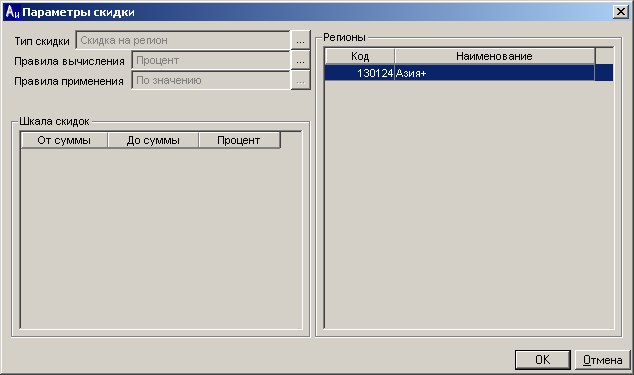 Аи Параметры скидки
Тип скидки Скидка на регион ...
Правила вычисления Процент ...
Правила применения По значению ...
Шкала скидок
От суммы До суммы Процент
Регионы
Код Наименование
130124 Азия+
OK Отмена